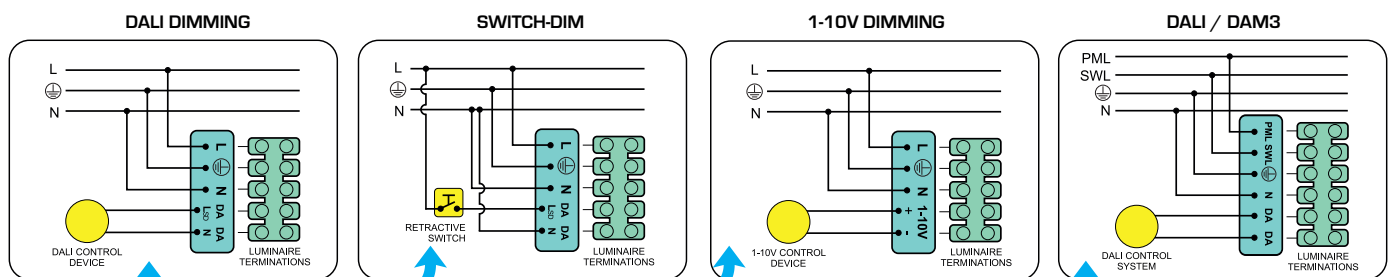 DALI DIMMING
L
N
L
N
DA
LSD
DA
N
DALI CONTROL
DEVICE
LUMINAIRE
TERMINATIONS
SWITCH-DIM
L
N
L
N
DA
LSD
DA
N
RETRACTIVE
SWITCH
LUMINAIRE
TERMINATIONS
1-10V DIMMING
L
N
L
N
1-10V
+
-
1-10V CONTROL
DEVICE
LUMINAIRE
TERMINATIONS
DALI / DAM3
PML
SWL
N
PML
SWL
N
DA
DA
DALI CONTROL
SYSTEM
LUMINAIRE
TERMINATIONS